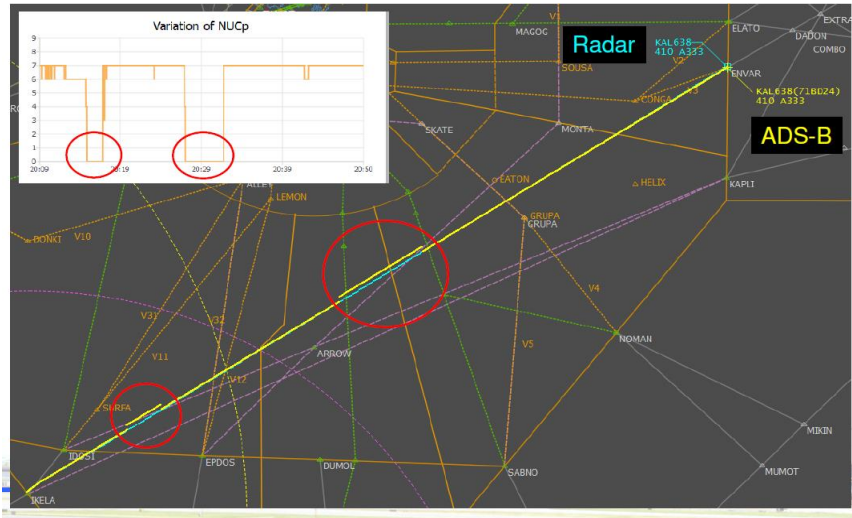 Variation of NUCp
9
8
7
6
5
4
3
2
1
0
20:09
20:19
20:29
20:39
20:50
MAGOG
V1
Radar
KAL638
410 A333
V2
ELATO
EXTRA
DADON
COMBO
SOUSA
ENVAR
CONGA
V3
KAL638(71BDZ4)
410 A333
ADS-B
SKATE
MONTA
EATON
HELIX
KAPLI
LEMON
GRUPA
GRUPA
DONKI
V10
V4
V31
V32
V11
V12
ARROW
V5
NOMAN
SURFA
IDOSI
EPDOS
DUMOL
SABNO
MIKIN
MUMOT
IKELA